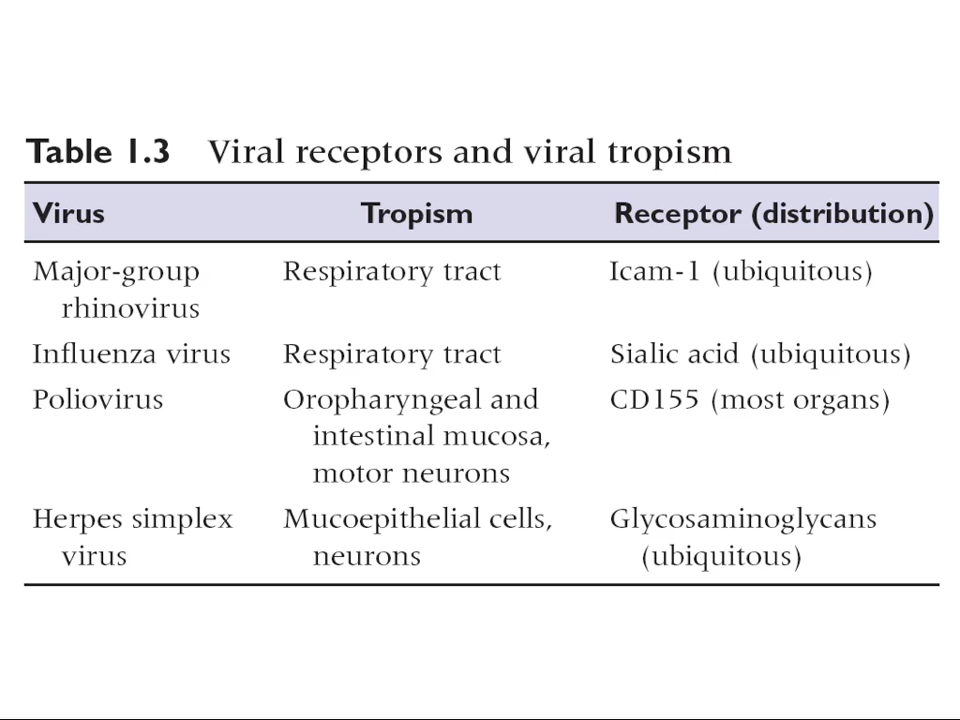 Table 1.3 Viral receptors and viral tropism
Virus Tropism Receptor (distribution)
Major-group Respiratory tract Icam-1 (ubiquitous)
rhinovirus
Influenza virus Respiratory tract Sialic acid (ubiquitous)
Poliovirus Oropharyngeal and CD155 (most organs)
intestinal mucosa,
motor neurons
Herpes simplex Mucoepithelial cells, Glycosaminoglycans
virus neurons (ubiquitous)